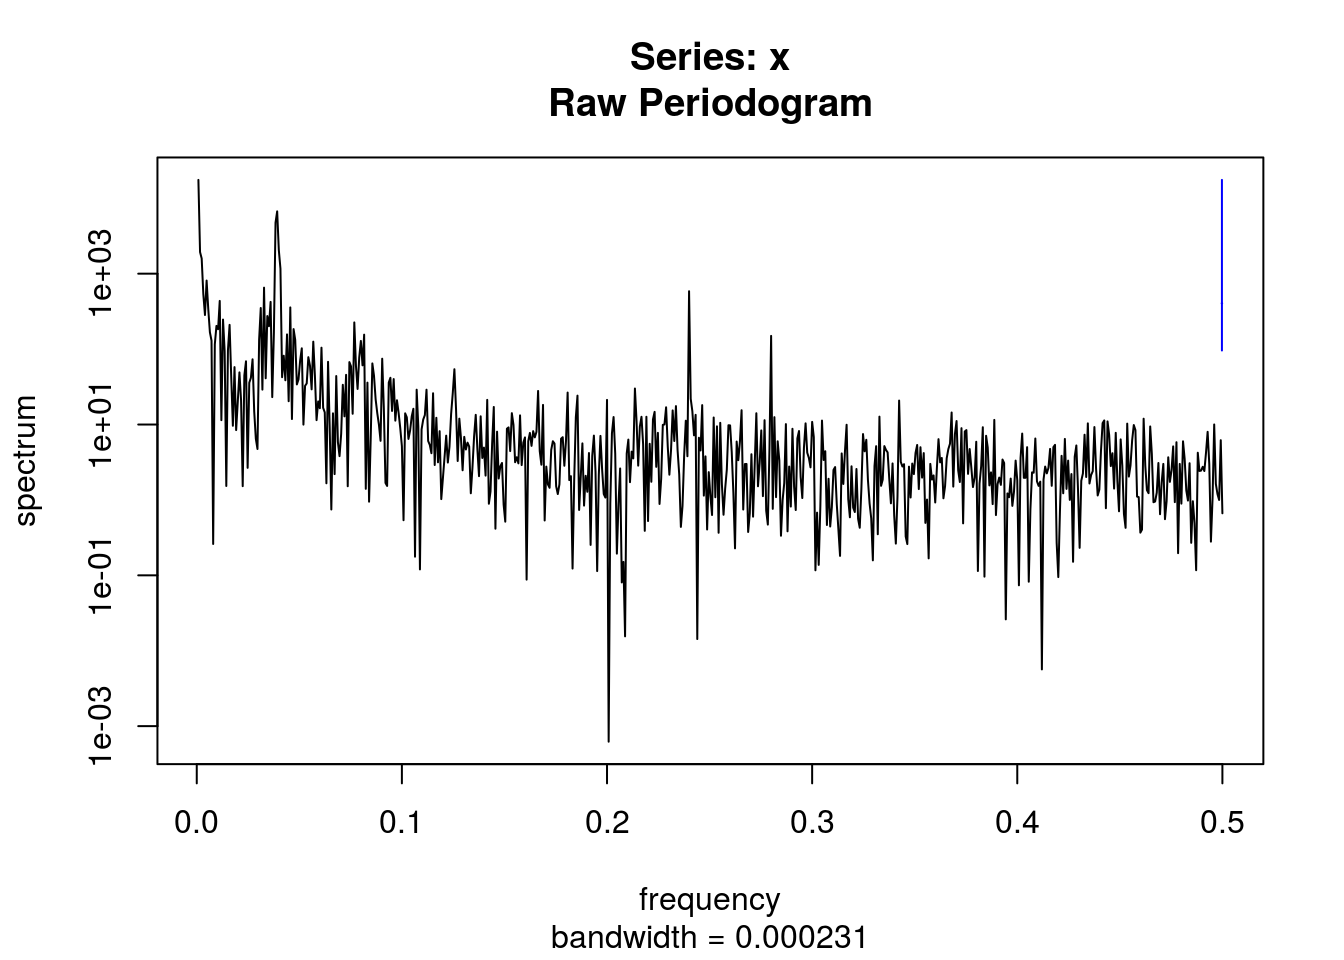 Series: x
Raw Periodogram
spectrum
1e+03
1e+01
1e-01
1e-03
0.0 0.1 0.2 0.3 0.4 0.5
frequency
bandwidth = 0.000231